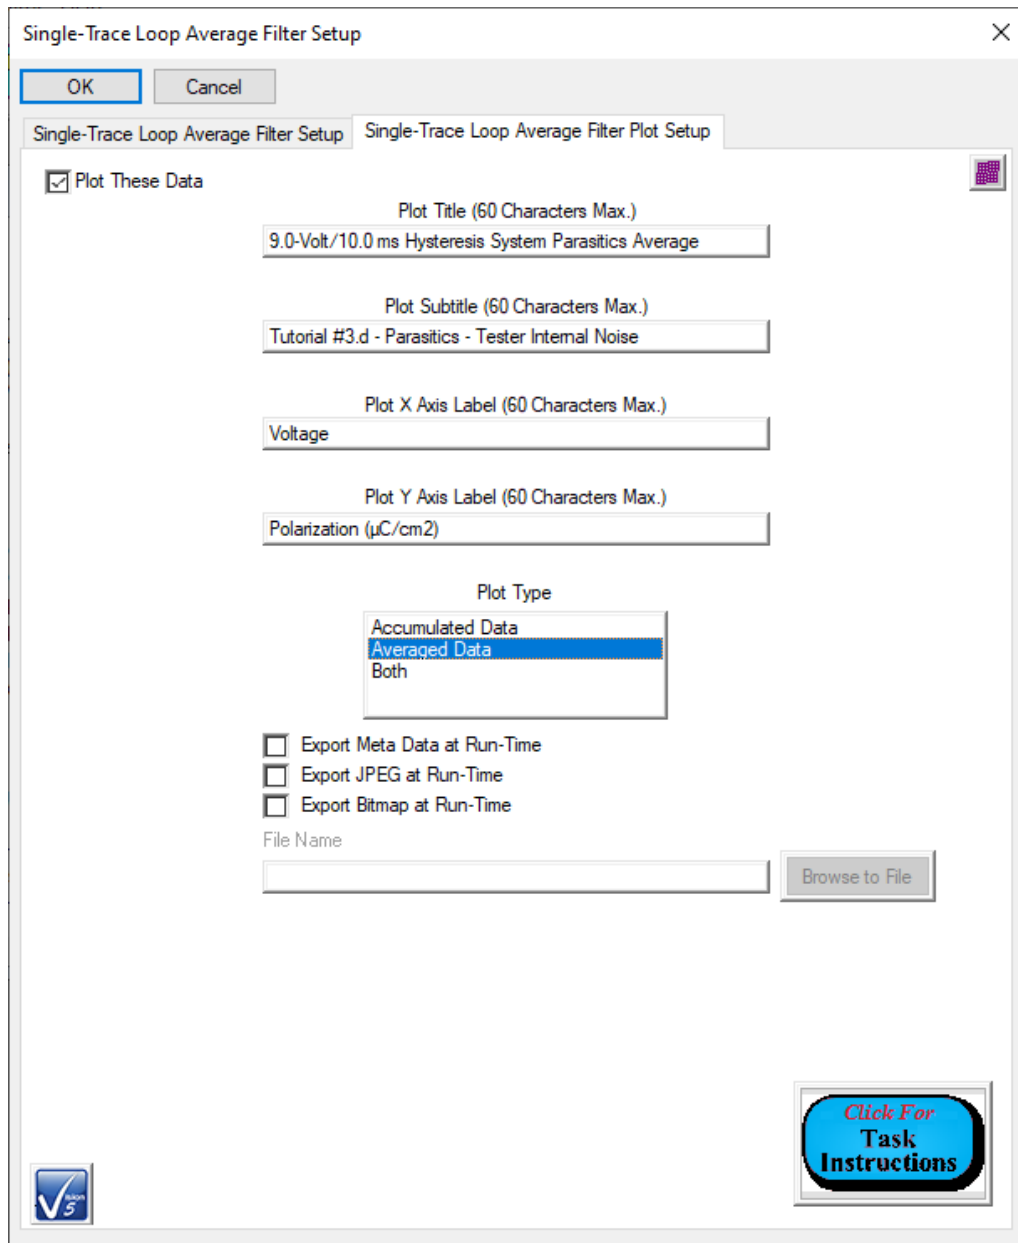 Single-Trace Loop Average Filter Setup
OK Cancel
Single-Trace Loop Average Filter Setup Single-Trace Loop Average Filter Plot Setup
Plot These Data
Plot Title (60 Characters Max.)
9.0-Volt/10.0 ms Hysteresis System Parasitics Average
Plot Subtitle (60 Characters Max.)
Tutorial #3.d - Parasitics - Tester Internal Noise
Plot X Axis Label (60 Characters Max.)
Voltage
Plot Y Axis Label (60 Characters Max.)
Polarization (µC/cm2)
Plot Type
Accumulated Data
Averaged Data
Both
Export Meta Data at Run-Time
Export JPEG at Run-Time
Export Bitmap at Run-Time
File Name
Browse to File
Click For
Task
Instructions
Vision
5